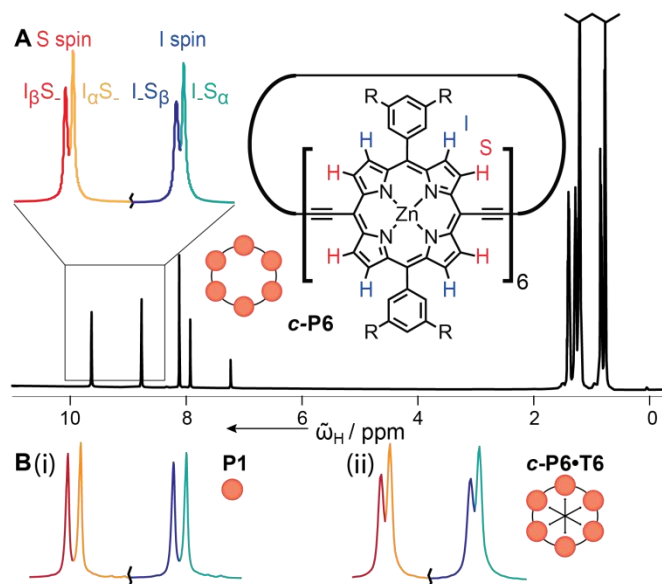 A
S spin
I spin
IβS-
IαS-
I-Sβ
I-Sα
R
R
I
S
H
H
H
H
N
N
Zn
N
N
H
H
H
H
6
c-P6
R
R
10
8
6
4
2
0
ω̃H / ppm
B (i)
P1
(ii)
c-P6•T6